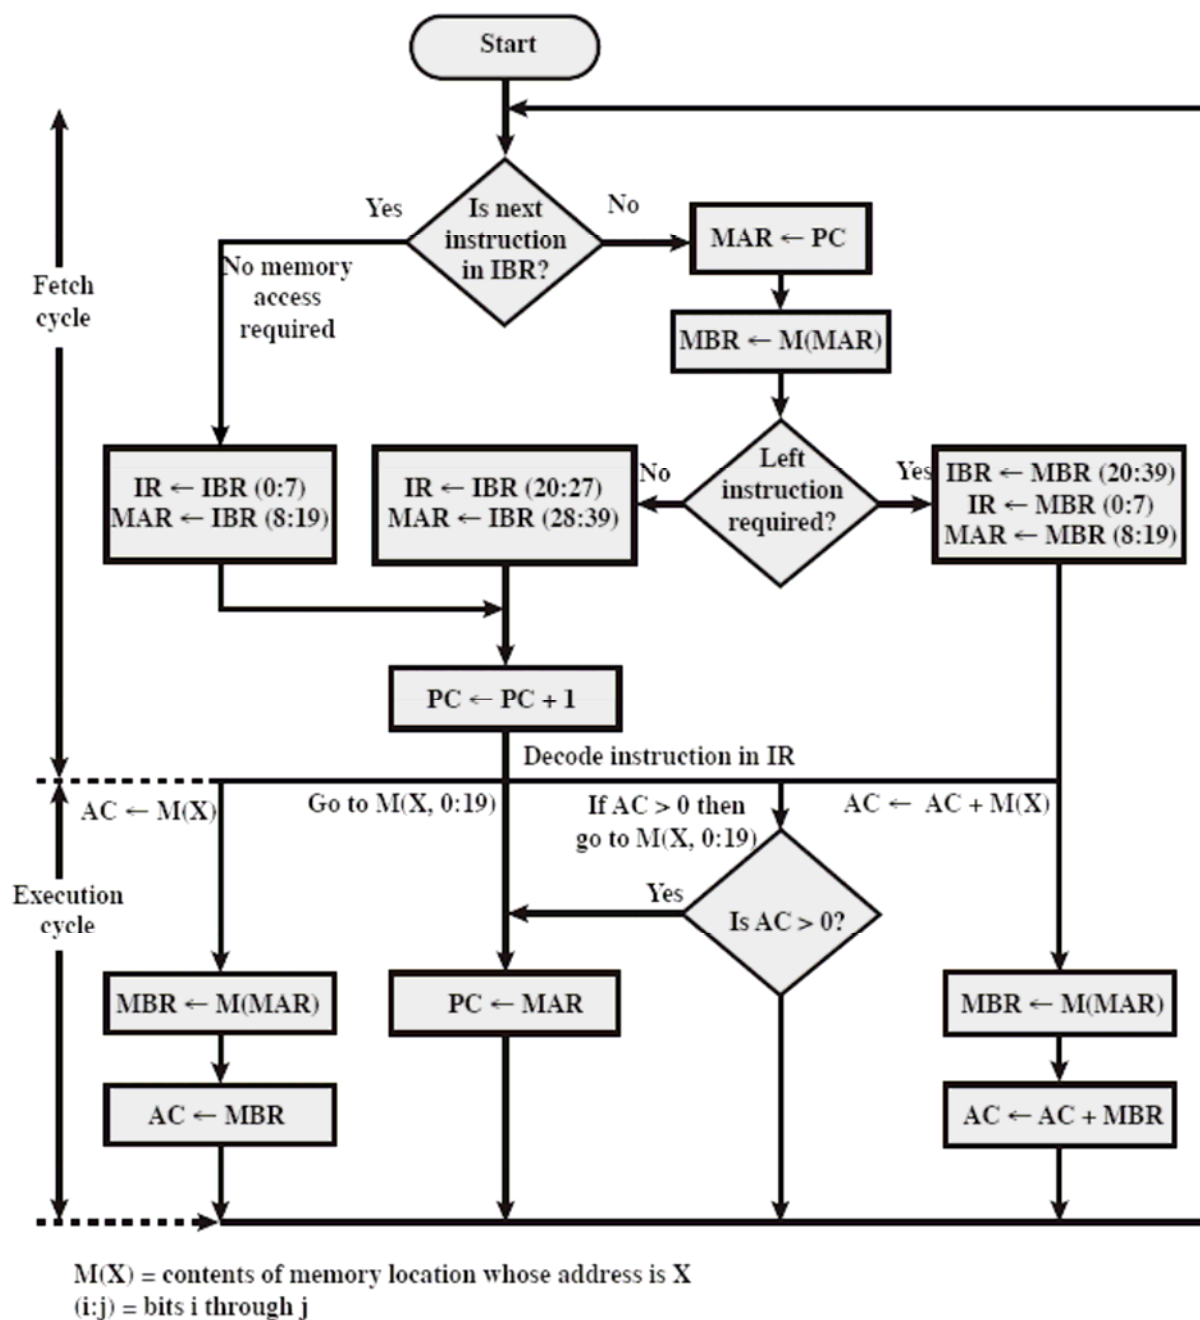 Start
Yes
Is next
instruction
in IBR?
No
MAR ← PC
No memory
access
required
Fetch
cycle
MBR ← M(MAR)
IR ← IBR (0:7)
MAR ← IBR (8:19)
IR ← IBR (20:27)
MAR ← IBR (28:39)
No
Left
instruction
required?
Yes
IBR ← MBR (20:39)
IR ← MBR (0:7)
MAR ← MBR (8:19)
PC ← PC + 1
Decode instruction in IR
AC ← M(X)
Go to M(X, 0:19)
If AC > 0 then
go to M(X, 0:19)
AC ← AC + M(X)
Execution
cycle
Yes
Is AC > 0?
MBR ← M(MAR)
PC ← MAR
MBR ← M(MAR)
AC ← MBR
AC ← AC + MBR
M(X) = contents of memory location whose address is X
(i:j) = bits i through j